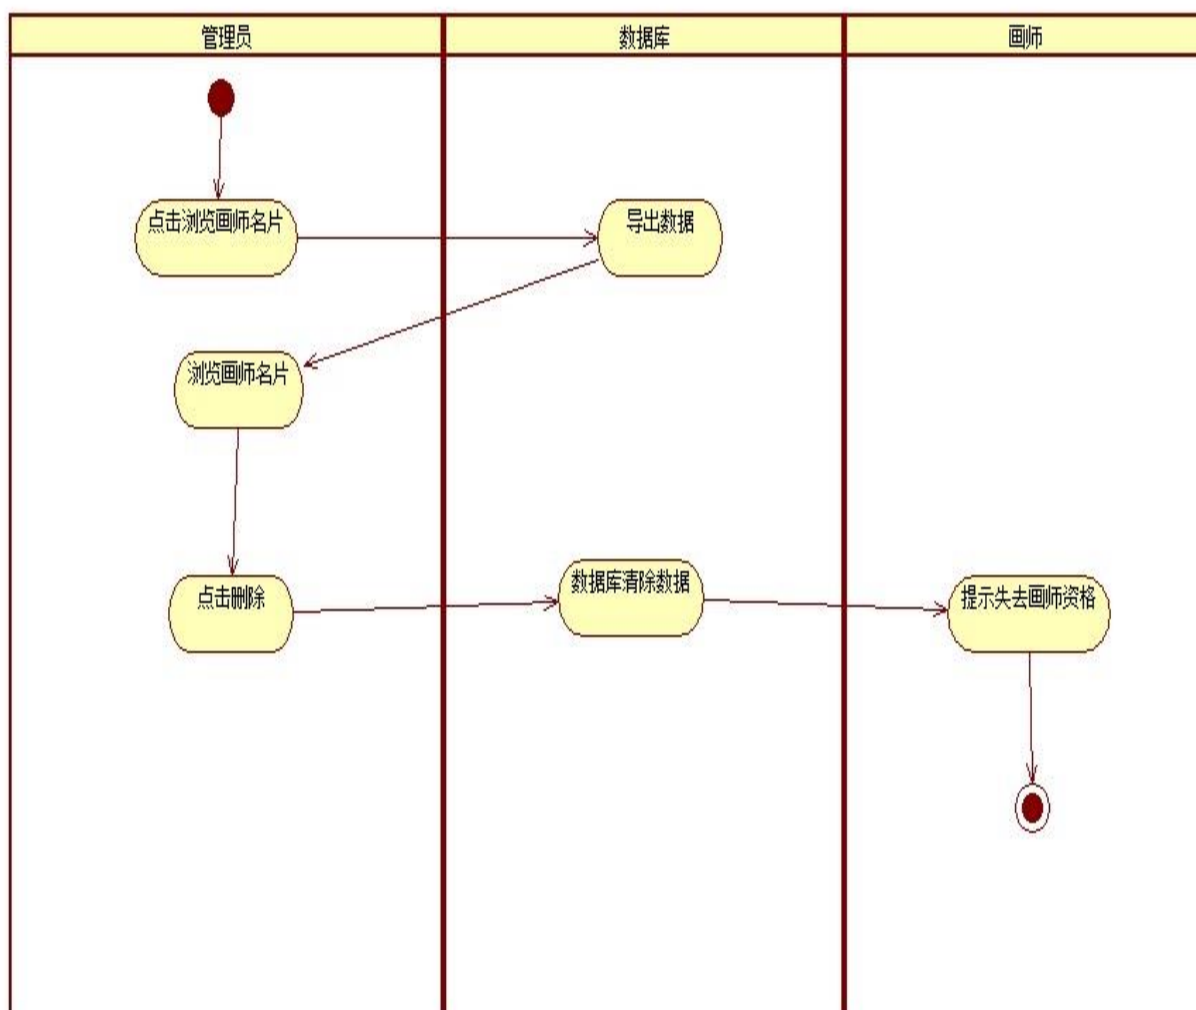 管理员
数据库
画师
点击浏览画师名片
导出数据
浏览画师名片
点击删除
数据库清除数据
提示失去画师资格